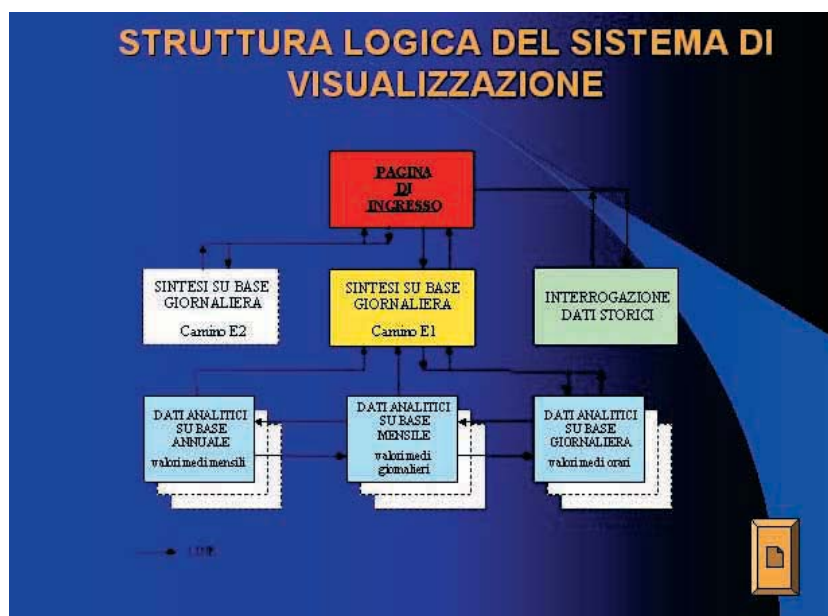 STRUTTURA LOGICA DEL SISTEMA DI
VISUALIZZAZIONE
PAGINA
DI
INGRESSO
SINTESI SU BASE
GIORNALIERA
Camino E2
SINTESI SU BASE
GIORNALIERA
Camino E1
INTERROGAZIONE
DATI STORICI
DATI ANALITICI
SU BASE
ANNUALE
valori medi mensili
DATI ANALITICI
SU BASE
MENSILE
valori medi
giornalieri
DATI ANALITICI
SU BASE
GIORNALIERA
valori medi orari